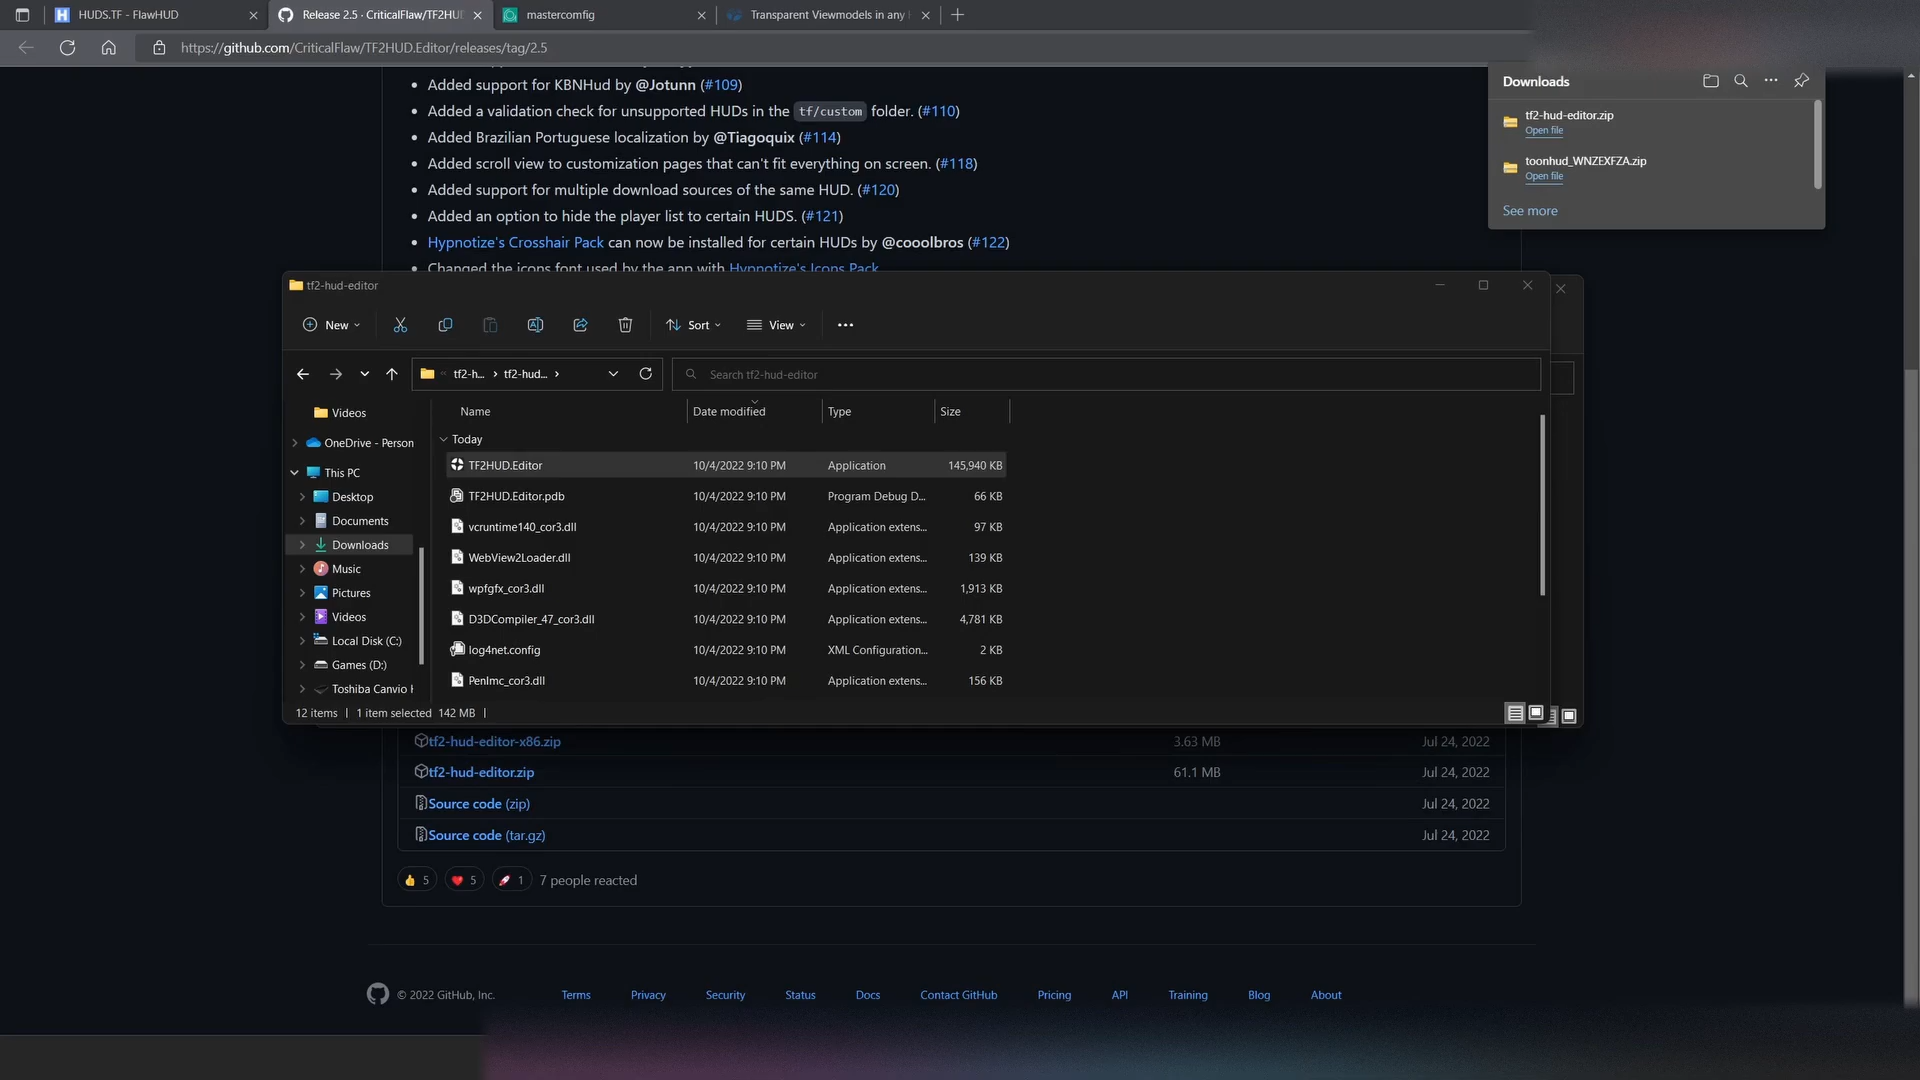 HUDS.TF - FlawHUD
Release 2.5 · CriticalFlaw/TF2HUD
mastercomfig
Transparent Viewmodels in any
https://github.com/CriticalFlaw/TF2HUD.Editor/releases/tag/2.5
Downloads
tf2-hud-editor.zip
Open file
toonhud_WNZEXFZA.zip
Open file
See more
Added support for KBNHud by @Jotunn (#109)
Added a validation check for unsupported HUDs in the tf/custom folder. (#110)
Added Brazilian Portuguese localization by @Tiagoquix (#114)
Added scroll view to customization pages that can't fit everything on screen. (#118)
Added support for multiple download sources of the same HUD. (#120)
Added an option to hide the player list to certain HUDS. (#121)
Hypnotize's Crosshair Pack can now be installed for certain HUDs by @cooolbros (#122)
Changed the icons font used by the app with Hypnotize's Icons Pack
tf2-hud-editor
New
Sort
View
tf2-h... > tf2-hud... >
Search tf2-hud-editor
Videos
OneDrive - Person
This PC
Desktop
Documents
Downloads
Music
Pictures
Videos
Local Disk (C:)
Games (D:)
Toshiba Canvio
Name Date modified Type Size
Today
TF2HUD.Editor 10/4/2022 9:10 PM Application 145,940 KB
TF2HUD.Editor.pdb 10/4/2022 9:10 PM Program Debug D... 66 KB
vcruntime140_cor3.dll 10/4/2022 9:10 PM Application extens... 97 KB
WebView2Loader.dll 10/4/2022 9:10 PM Application extens... 139 KB
wpfgfx_cor3.dll 10/4/2022 9:10 PM Application extens... 1,913 KB
D3DCompiler_47_cor3.dll 10/4/2022 9:10 PM Application extens... 4,781 KB
log4net.config 10/4/2022 9:10 PM XML Configuration... 2 KB
PenImc_cor3.dll 10/4/2022 9:10 PM Application extens... 156 KB
12 items | 1 item selected 142 MB |
tf2-hud-editor-x86.zip 3.63 MB Jul 24, 2022
tf2-hud-editor.zip 61.1 MB Jul 24, 2022
Source code (zip) Jul 24, 2022
Source code (tar.gz) Jul 24, 2022
5 5 1 7 people reacted
© 2022 GitHub, Inc. Terms Privacy Security Status Docs Contact GitHub Pricing API Training Blog About